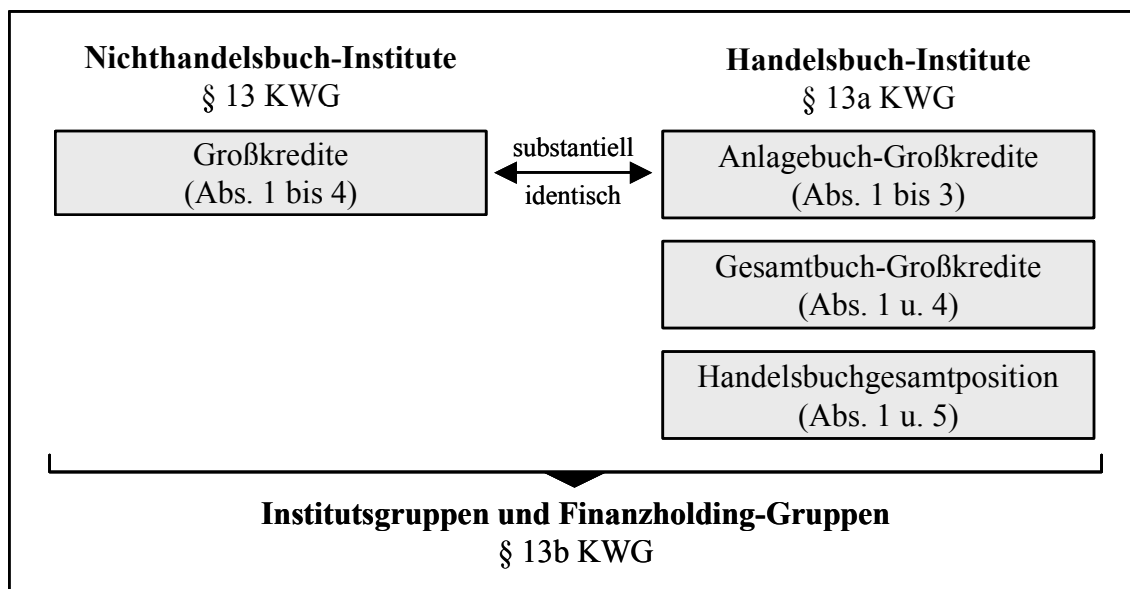 Nichthandelsbuch-Institute
§ 13 KWG
Großkredite
(Abs. 1 bis 4)
substantiell
identisch
Handelsbuch-Institute
§ 13a KWG
Anlagebuch-Großkredite
(Abs. 1 bis 3)
Gesamtbuch-Großkredite
(Abs. 1 u. 4)
Handelsbuchgesamtposition
(Abs. 1 u. 5)
Institutsgruppen und Finanzholding-Gruppen
§ 13b KWG